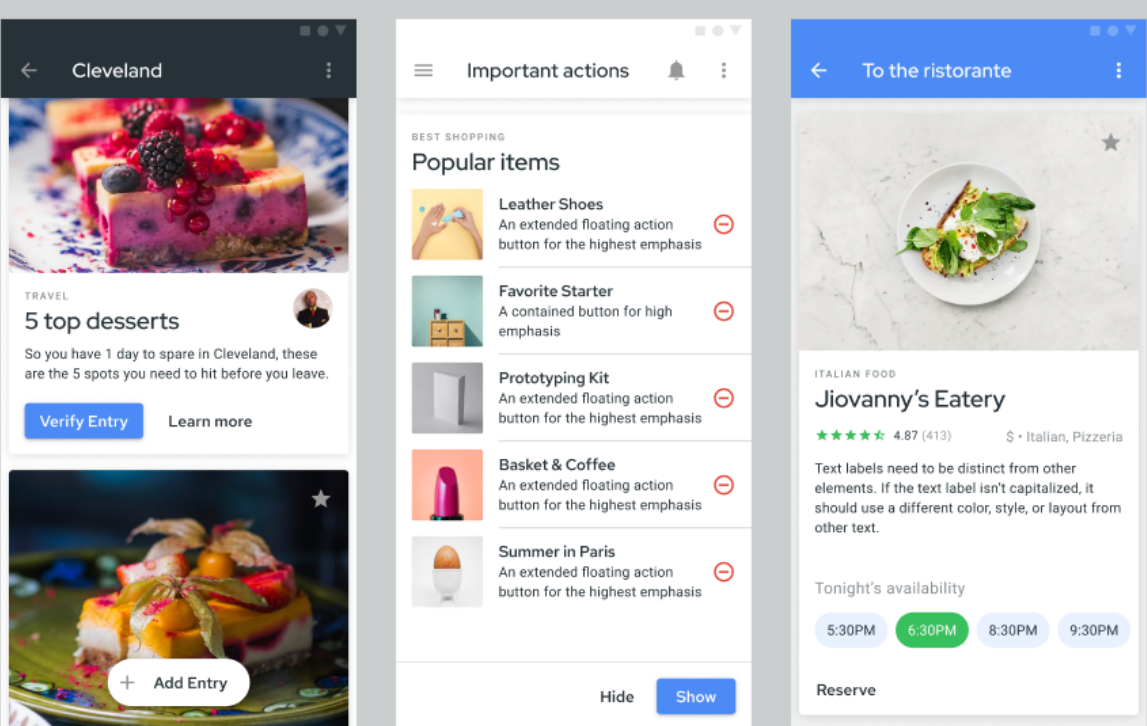 Cleveland
TRAVEL
5 top desserts
So you have 1 day to spare in Cleveland, these
are the 5 spots you need to hit before you leave.
Verify Entry
Learn more
Add Entry
Important actions
BEST SHOPPING
Popular items
Leather Shoes
An extended floating action
button for the highest emphasis
Favorite Starter
A contained button for high
emphasis
Prototyping Kit
An extended floating action
button for the highest emphasis
Basket & Coffee
An extended floating action
button for the highest emphasis
Summer in Paris
An extended floating action
button for the highest emphasis
Hide
Show
To the ristorante
ITALIAN FOOD
Jiovanny’s Eatery
4.87 (413)
$ • Italian, Pizzeria
Text labels need to be distinct from other
elements. If the text label isn’t capitalized, it
should use a different color, style, or layout from
other text.
Tonight’s availability
5:30PM
6:30PM
8:30PM
9:30PM
Reserve